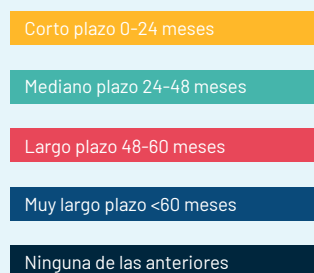 Corto plazo 0-24 meses
Mediano plazo 24-48 meses
Largo plazo 48-60 meses
Muy largo plazo <60 meses
Ninguna de las anteriores